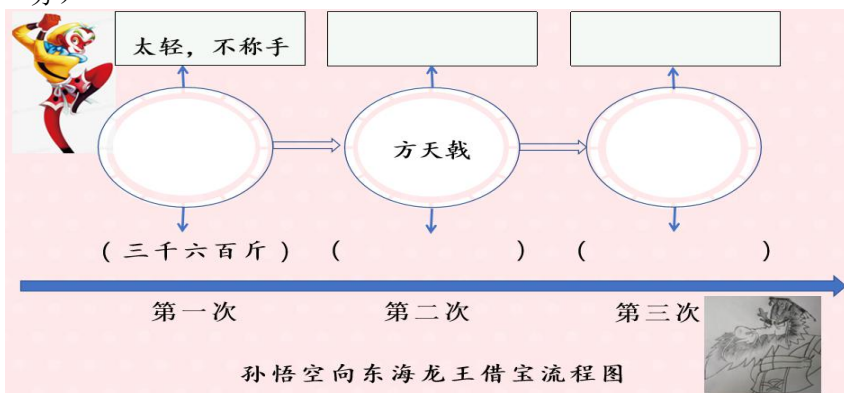 太轻，不称手
方天戟
（三千六百斤）（ ）（ ）
第一次 第二次 第三次
孙悟空向东海龙王借宝流程图